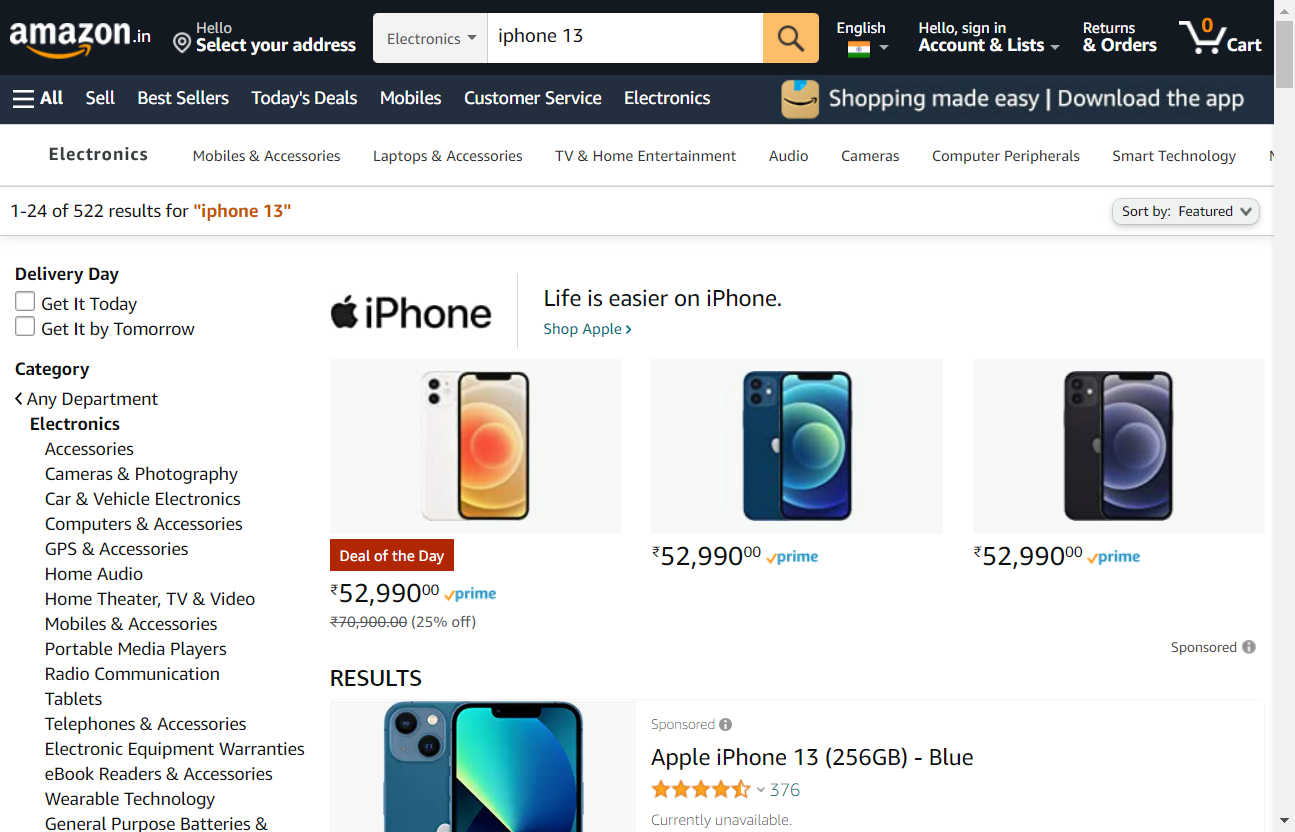 amazon.in
Hello
Select your address
Electronics
iphone 13
English
Hello, sign in
Account & Lists
Returns
& Orders
0
Cart
All
Sell
Best Sellers
Today's Deals
Mobiles
Customer Service
Electronics
Shopping made easy | Download the app
Electronics
Mobiles & Accessories
Laptops & Accessories
TV & Home Entertainment
Audio
Cameras
Computer Peripherals
Smart Technology
1-24 of 522 results for "iphone 13"
Sort by: Featured
Delivery Day
Get It Today
Get It by Tomorrow
Category
Any Department
Electronics
Accessories
Cameras & Photography
Car & Vehicle Electronics
Computers & Accessories
GPS & Accessories
Home Audio
Home Theater, TV & Video
Mobiles & Accessories
Portable Media Players
Radio Communication
Tablets
Telephones & Accessories
Electronic Equipment Warranties
eBook Readers & Accessories
Wearable Technology
General Purpose Batteries &
iPhone
Life is easier on iPhone.
Shop Apple ›
Deal of the Day
₹52,99000 prime
₹70,900.00 (25% off)
₹52,99000 prime
₹52,99000 prime
Sponsored
RESULTS
Sponsored
Apple iPhone 13 (256GB) - Blue
376
Currently unavailable.